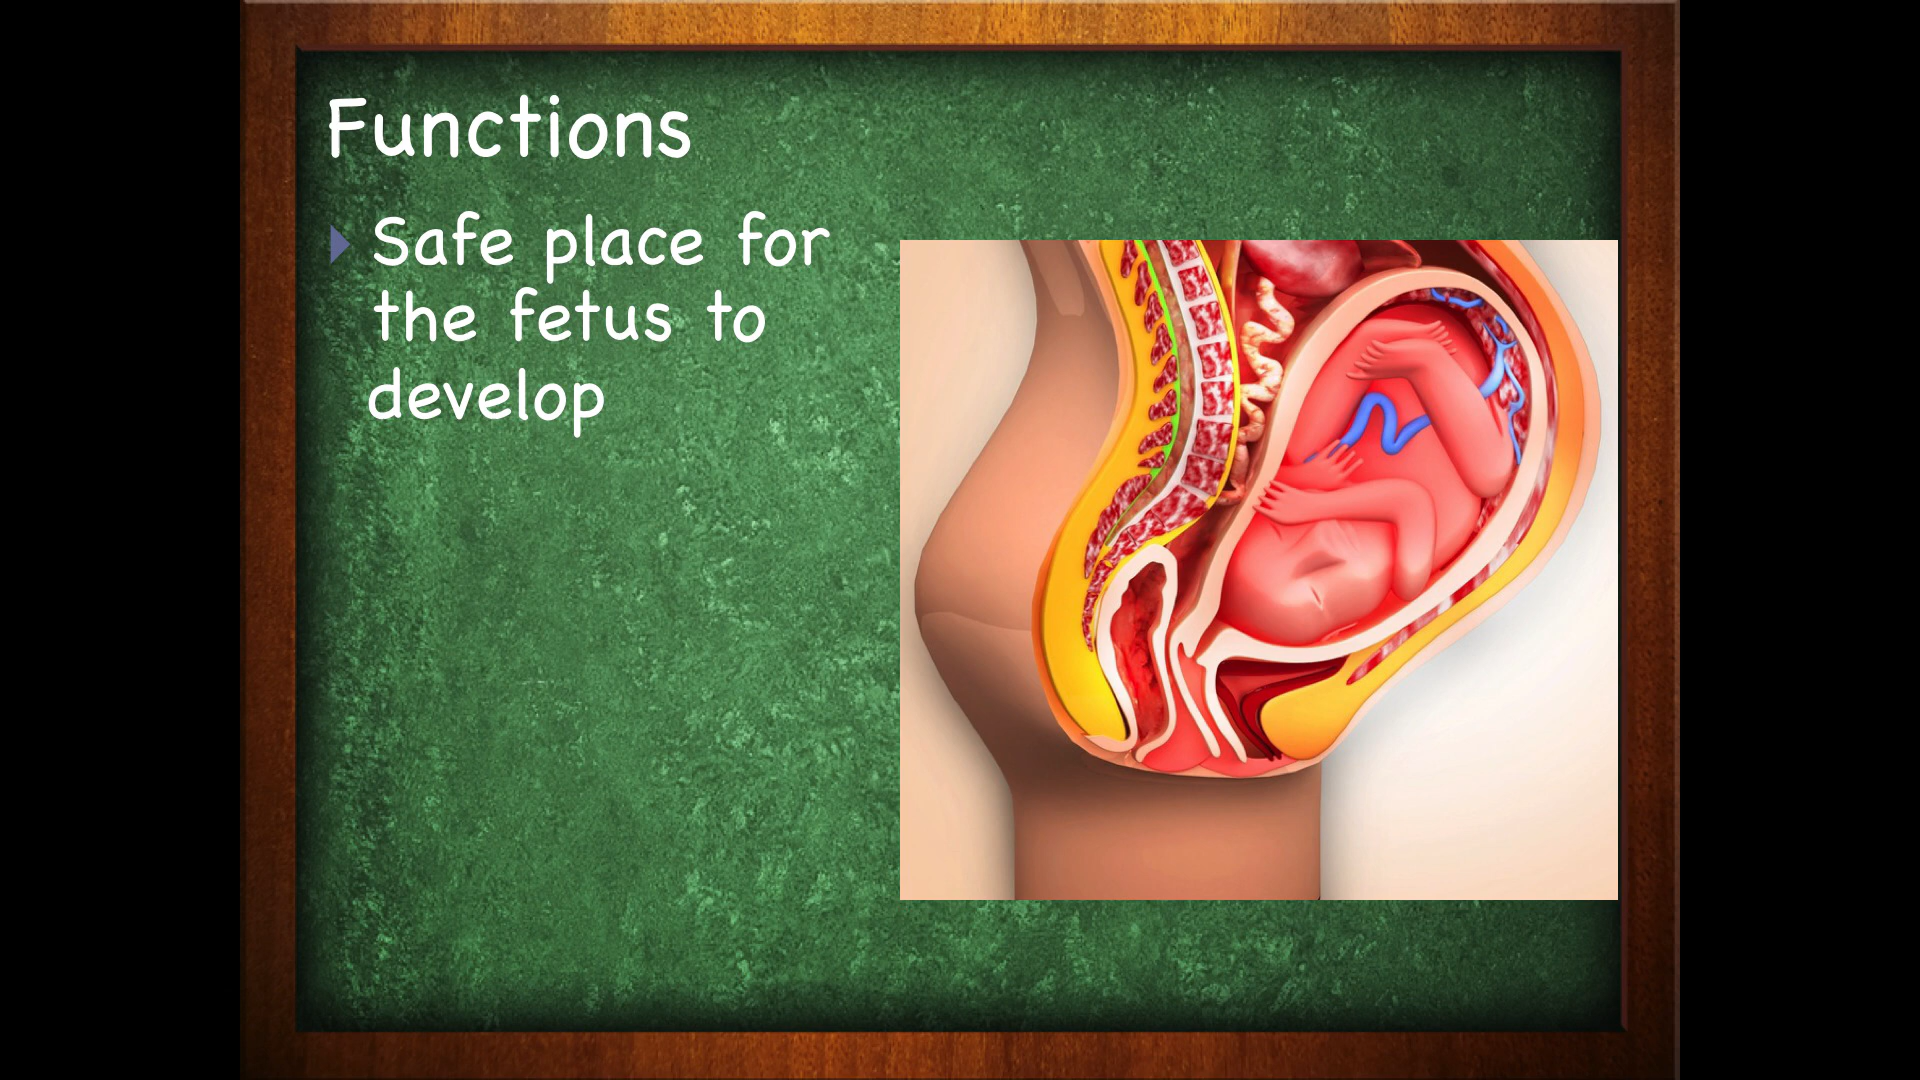 Functions
Safe place for
the fetus to
develop